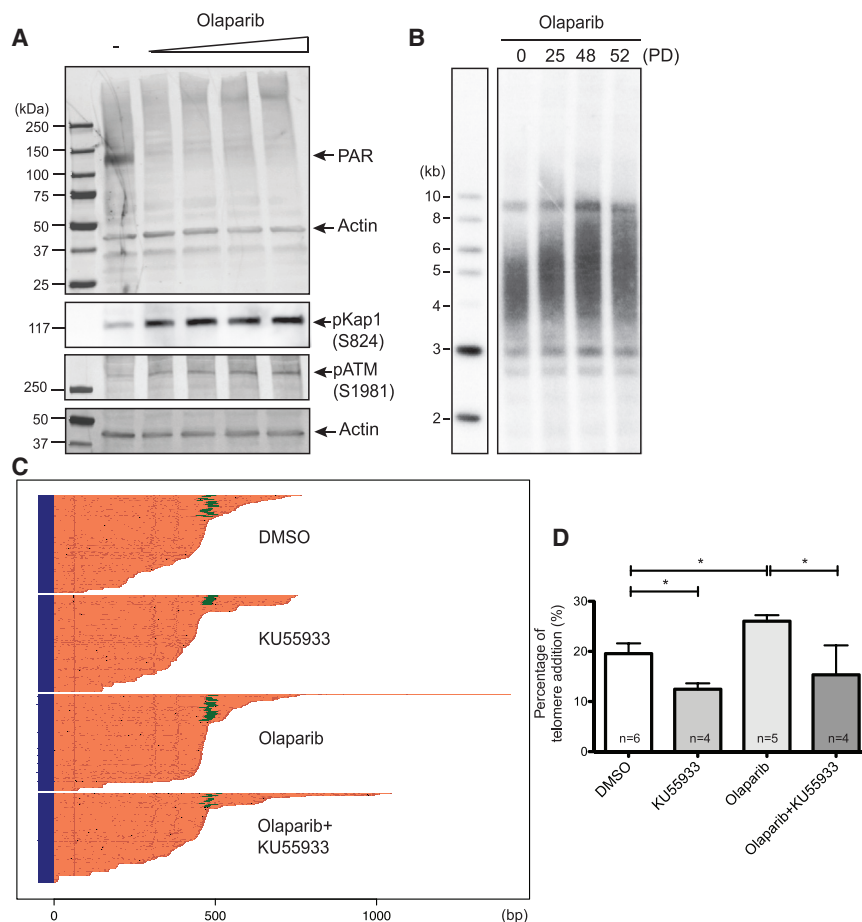 A
Olaparib
-
(kDa)
250
150
100
75
50
37
25
PAR
Actin
117
pKap1
(S824)
250
pATM
(S1981)
50
37
Actin
B
Olaparib
0 25 48 52 (PD)
(kb)
10
8
6
5
4
3
2
C
DMSO
KU55933
Olaparib
Olaparib+
KU55933
0 500 1000 (bp)
D
* * *
Percentage of
telomere addition (%)
30
20
10
0
n=6 n=4 n=5 n=4
DMSO
KU55933
Olaparib
Olaparib+KU55933